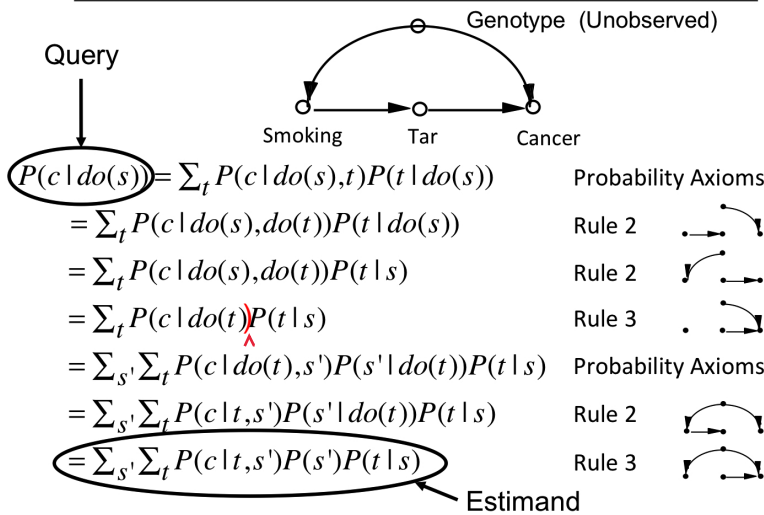 Genotype (Unobserved)
Query
Smoking Tar Cancer
P(c | do(s)) = ∑t P(c | do(s),t)P(t | do(s)) Probability Axioms
= ∑t P(c | do(s),do(t))P(t | do(s)) Rule 2
= ∑t P(c | do(s),do(t))P(t | s) Rule 2
= ∑t P(c | do(t))P(t | s) Rule 3
^
= ∑s' ∑t P(c | do(t),s')P(s' | do(t))P(t | s) Probability Axioms
= ∑s' ∑t P(c | t,s')P(s' | do(t))P(t | s) Rule 2
= ∑s' ∑t P(c | t,s')P(s')P(t | s) Rule 3
Estimand